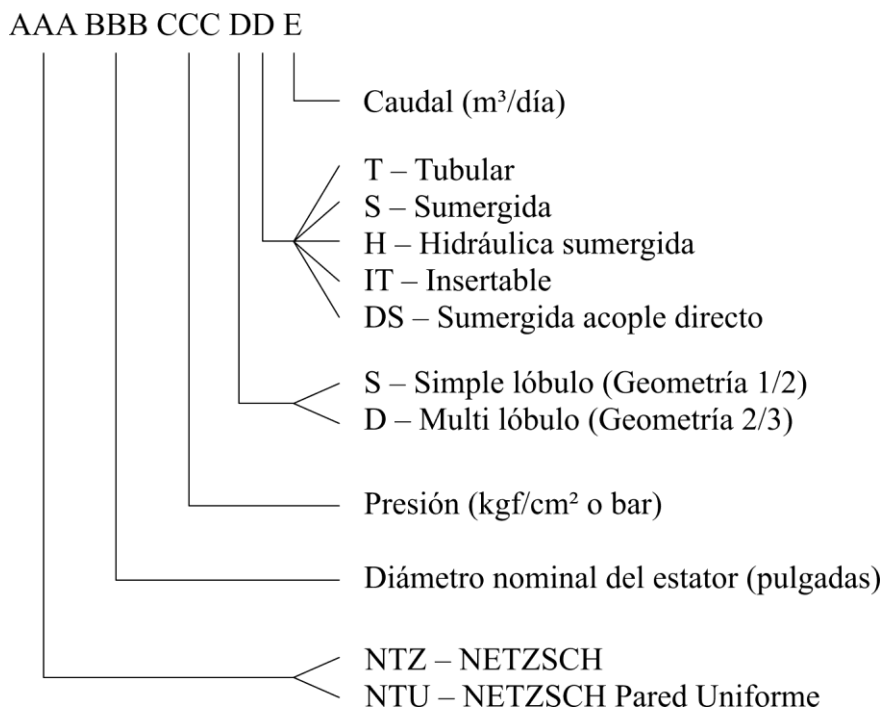 AAA BBB CCC DD E
Caudal (m³/día)
T – Tubular
S – Sumergida
H – Hidráulica sumergida
IT – Insertable
DS – Sumergida acople directo
S – Simple lóbulo (Geometría 1/2)
D – Multi lóbulo (Geometría 2/3)
Presión (kgf/cm² o bar)
Diámetro nominal del estator (pulgadas)
NTZ – NETZSCH
NTU – NETZSCH Pared Uniforme